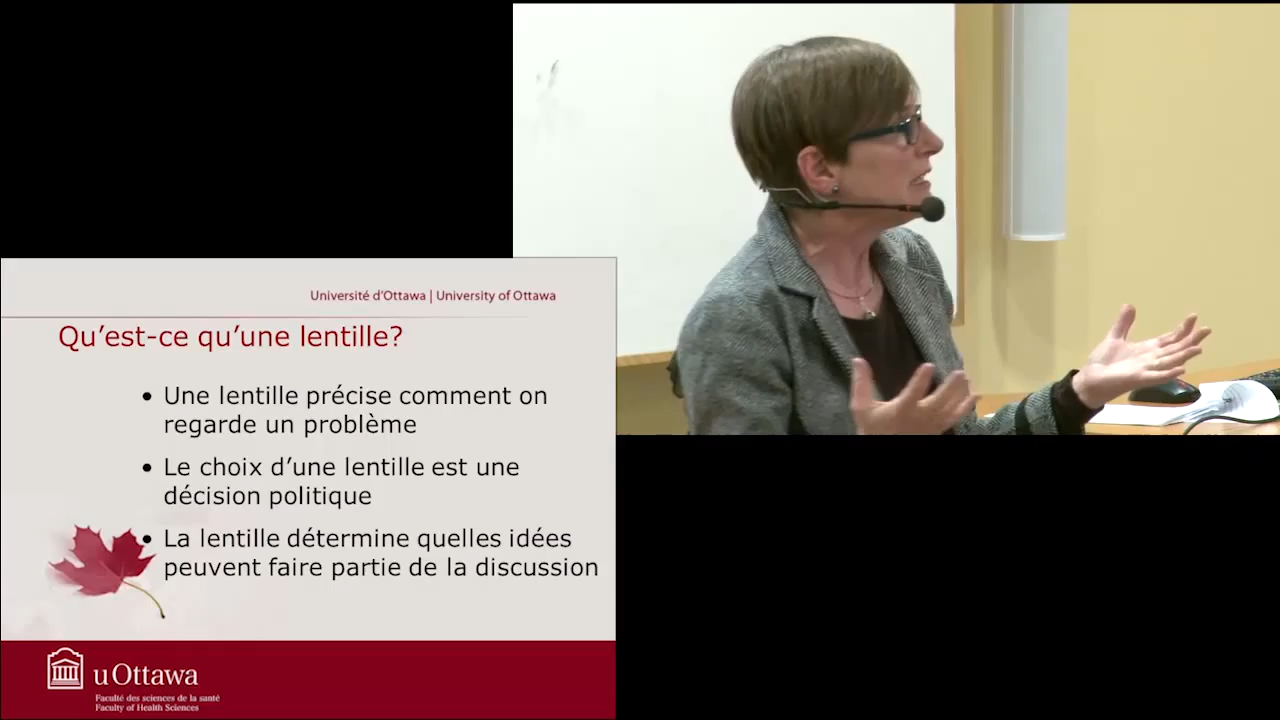 Université d'Ottawa | University of Ottawa
Qu'est-ce qu'une lentille?
• Une lentille précise comment on
regarde un problème
• Le choix d'une lentille est une
décision politique
• La lentille détermine quelles idées
peuvent faire partie de la discussion
uOttawa
Faculté des sciences de la santé
Faculty of Health Sciences